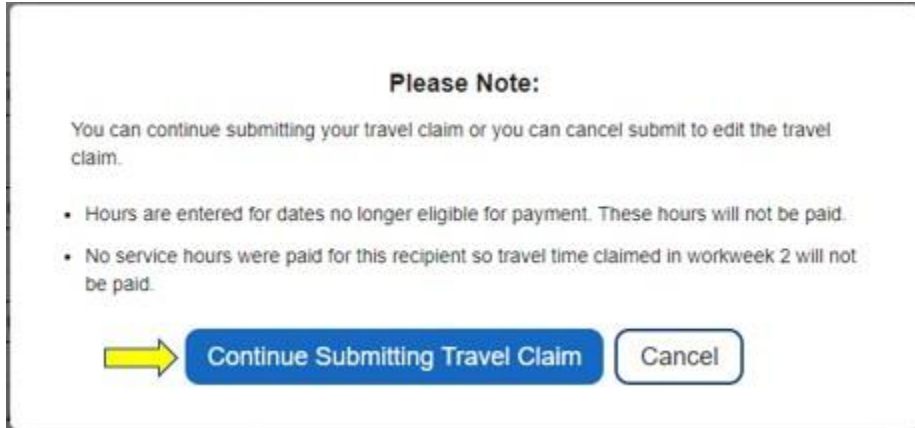 Please Note:
You can continue submitting your travel claim or you can cancel submit to edit the travel
claim.
• Hours are entered for dates no longer eligible for payment. These hours will not be paid.
• No service hours were paid for this recipient so travel time claimed in workweek 2 will not
be paid.
Continue Submitting Travel Claim
Cancel